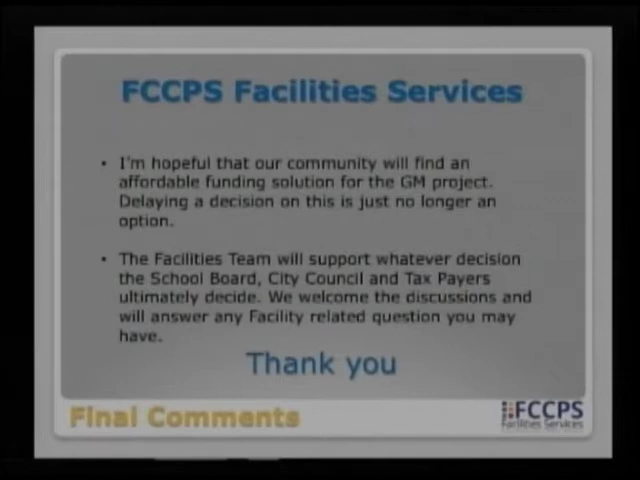 FCCPS Facilities Services
• I'm hopeful that our community will find an
affordable funding solution for the GM project.
Delaying a decision on this is just no longer an
option.
• The Facilities Team will support whatever decision
the School Board, City Council and Tax Payers
ultimately decide. We welcome the discussions and
will answer any Facility related question you may
have.
Thank you
Final Comments
FCCPS
Facilities Services